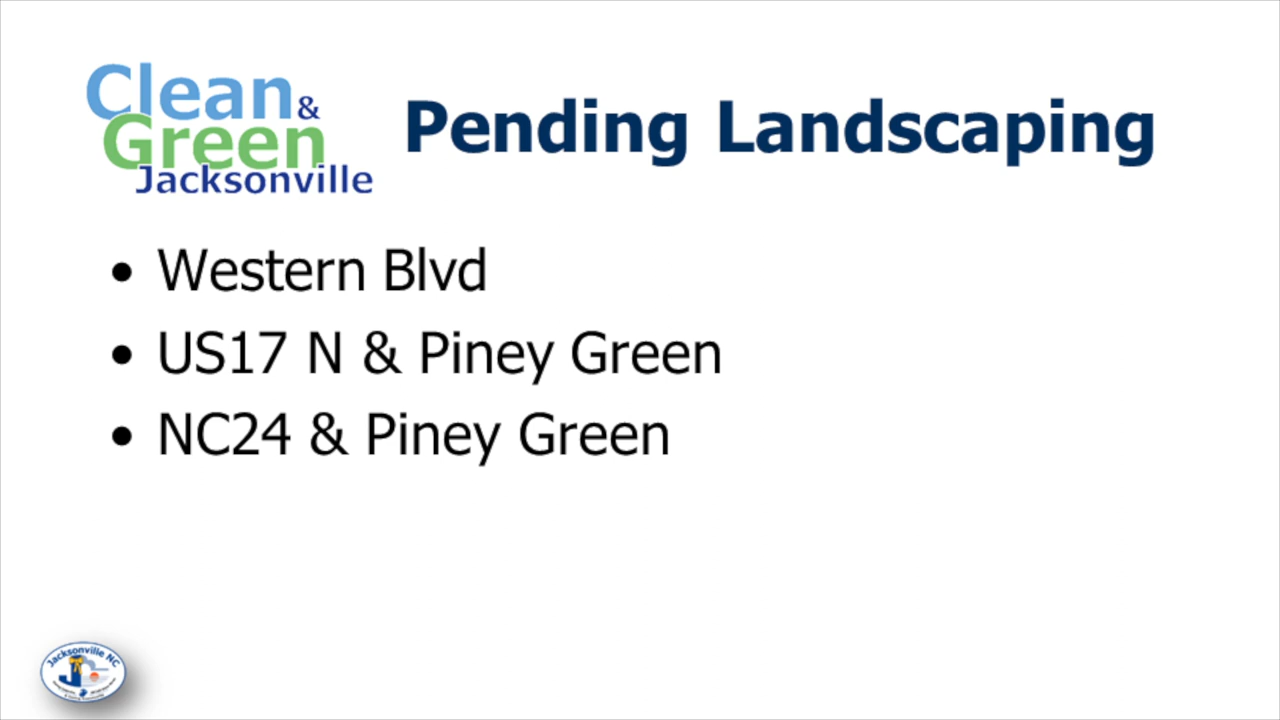 Clean &
Green
Jacksonville
Pending Landscaping
• Western Blvd
• US17 N & Piney Green
• NC24 & Piney Green
Jacksonville NC